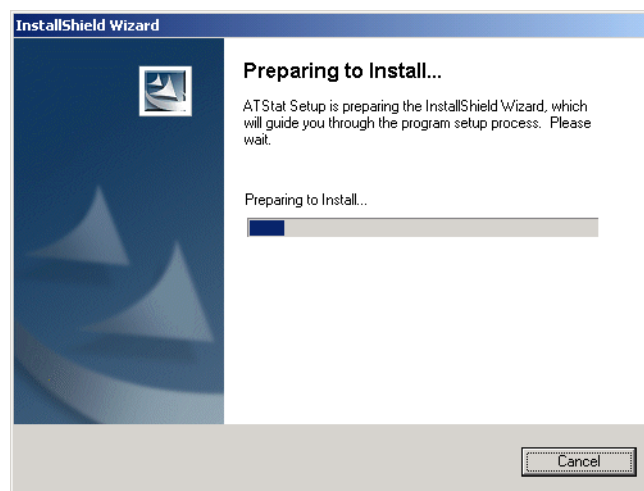 InstallShield Wizard
Preparing to Install...
ATStat Setup is preparing the InstallShield Wizard, which
will guide you through the program setup process. Please
wait.
Preparing to Install...
Cancel